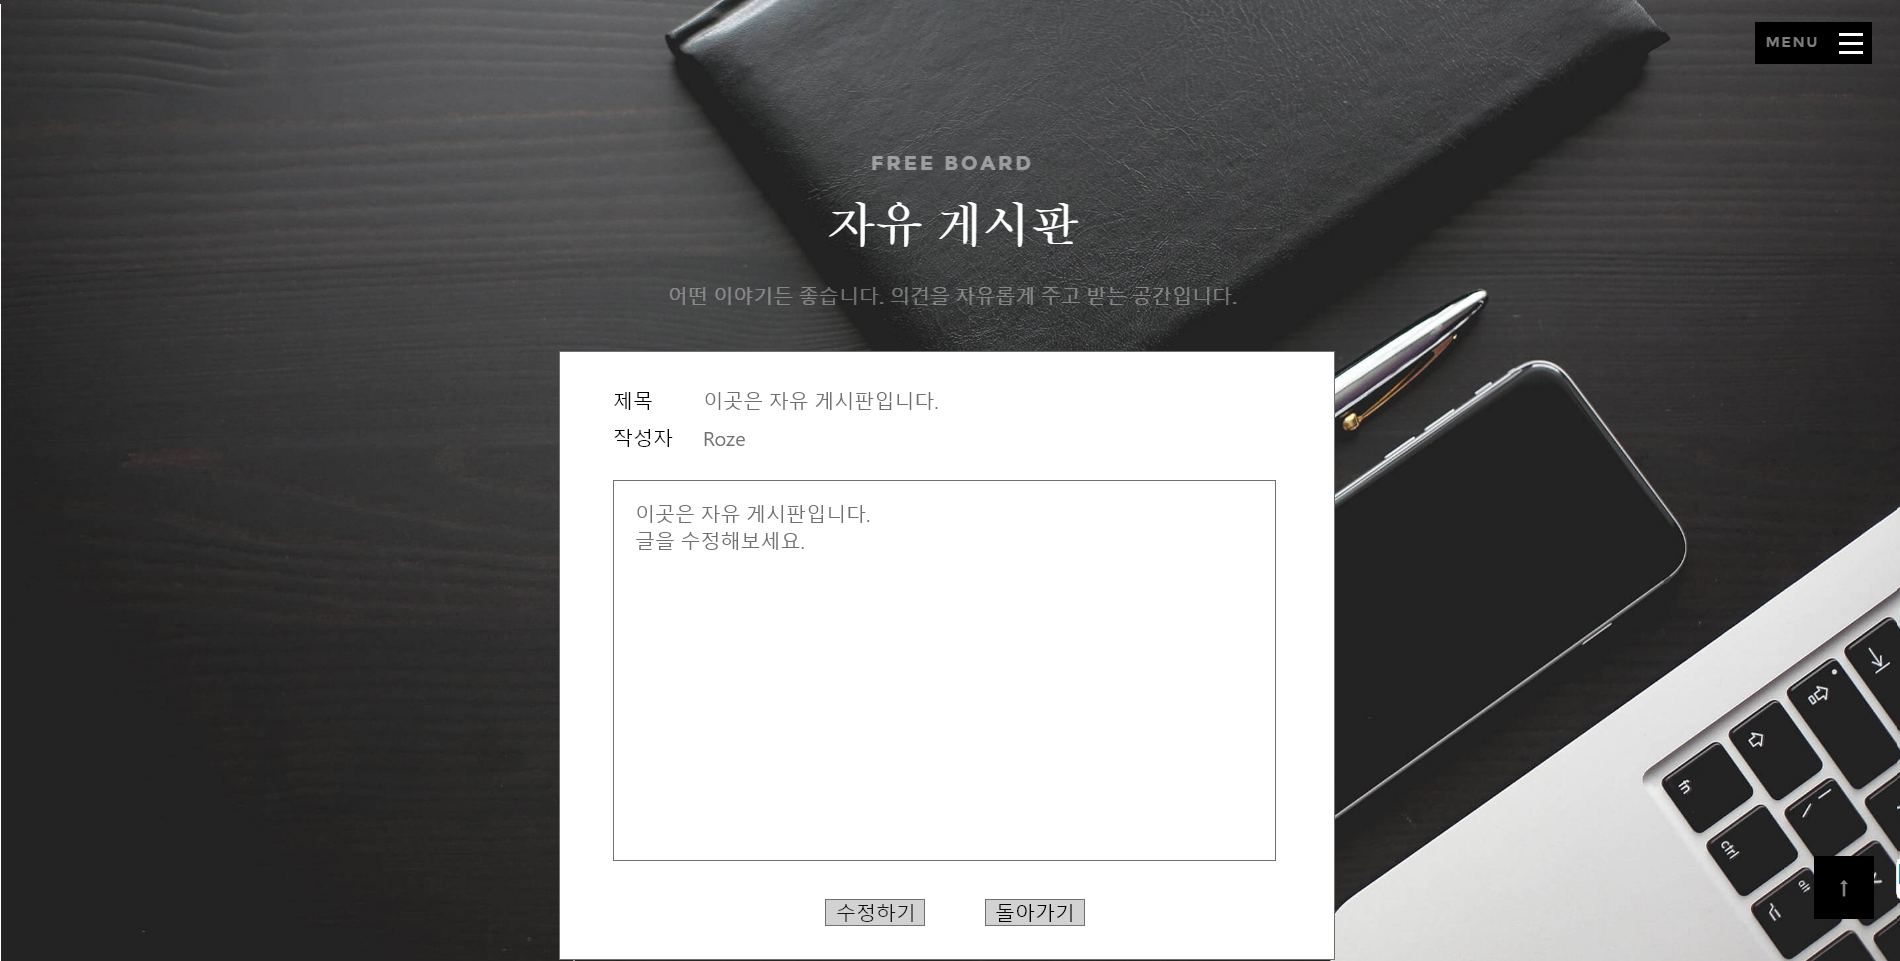 MENU
FREE BOARD
자유 게시판
어떤 이야기든 좋습니다. 의견을 자유롭게 주고 받는 공간입니다.
제목 이곳은 자유 게시판입니다.
작성자 Roze
이곳은 자유 게시판입니다.
글을 수정해보세요.
수정하기 돌아가기